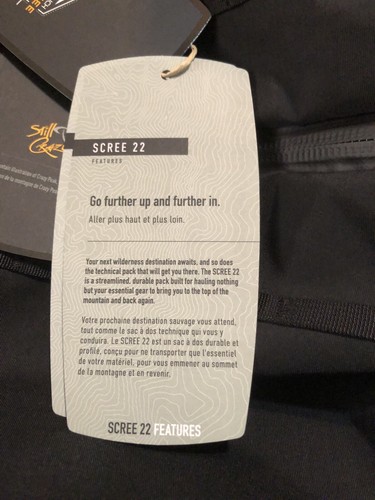 Still
Crazy
SCREE 22
FEATURES
Go further up and further in.
Aller plus haut et plus loin.
Your next wilderness destination awaits, and so does
the technical pack that will get you there. The SCREE 22
is a streamlined, durable pack built for hauling nothing
but your essential gear to bring you to the top of the
mountain and back again.
Votre prochaine destination sauvage vous attend,
tout comme le sac à dos technique qui vous y
conduira. Le SCREE 22 est un sac à dos durable et
profilé, conçu pour ne transporter que l'essentiel
de votre matériel, pour vous emmener au sommet
de la montagne et en revenir.
SCREE 22 FEATURES